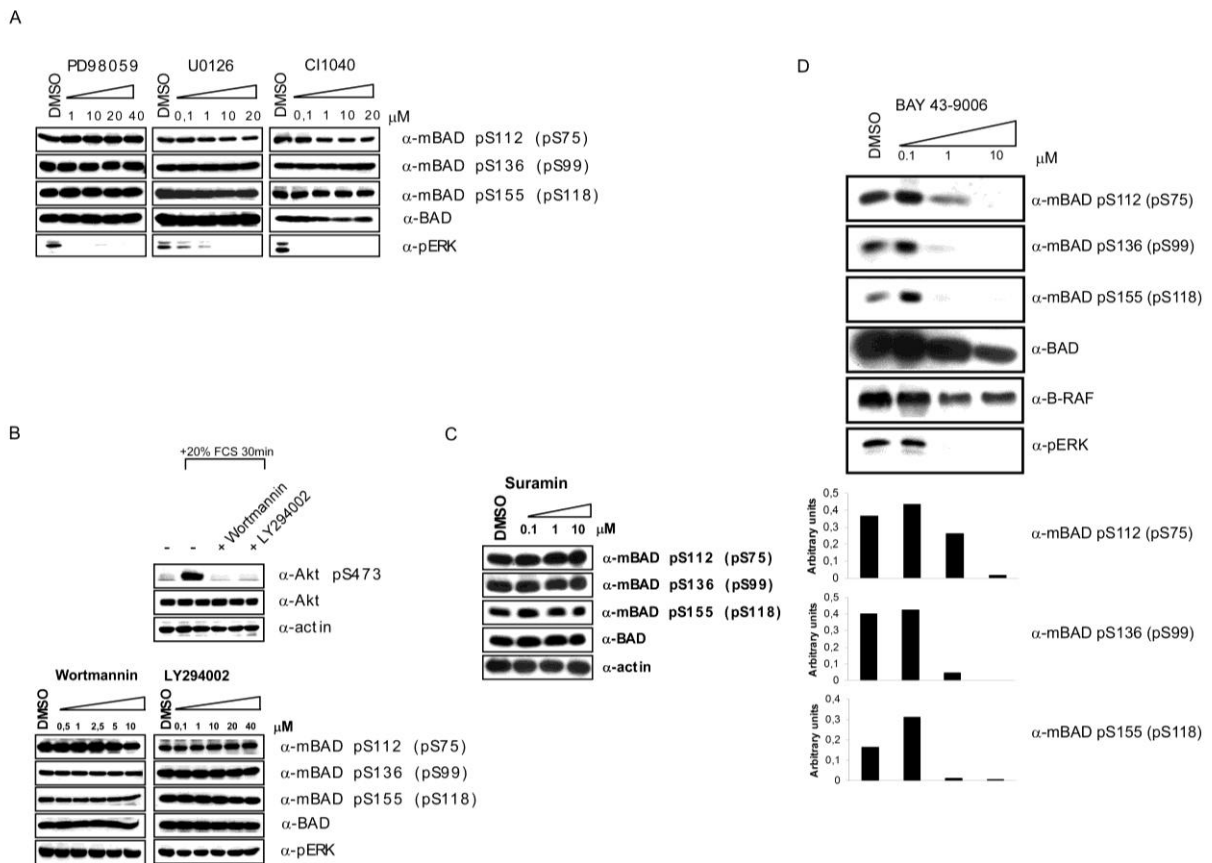 A
PD98059 U0126 CI1040
DMSO DMSO DMSO
1 10 20 40 0,1 1 10 20 0,1 1 10 20 μM
α-mBAD pS112 (pS75)
α-mBAD pS136 (pS99)
α-mBAD pS155 (pS118)
α-BAD
α-pERK
B
+20% FCS 30min
- - + Wortmannin + LY294002
α-Akt pS473
α-Akt
α-actin
Wortmannin LY294002
DMSO DMSO
0,5 1 2,5 5 10 0,1 1 10 20 40 μM
α-mBAD pS112 (pS75)
α-mBAD pS136 (pS99)
α-mBAD pS155 (pS118)
α-BAD
α-pERK
C
Suramin
DMSO
0.1 1 10 μM
α-mBAD pS112 (pS75)
α-mBAD pS136 (pS99)
α-mBAD pS155 (pS118)
α-BAD
α-actin
D
BAY 43-9006
DMSO
0.1 1 10 μM
α-mBAD pS112 (pS75)
α-mBAD pS136 (pS99)
α-mBAD pS155 (pS118)
α-BAD
α-B-RAF
α-pERK
Arbitrary units
0,5
0,4
0,3
0,2
0,1
0
α-mBAD pS112 (pS75)
Arbitrary units
0,5
0,4
0,3
0,2
0,1
0
α-mBAD pS136 (pS99)
Arbitrary units
0,4
0,3
0,2
0,1
0
α-mBAD pS155 (pS118)